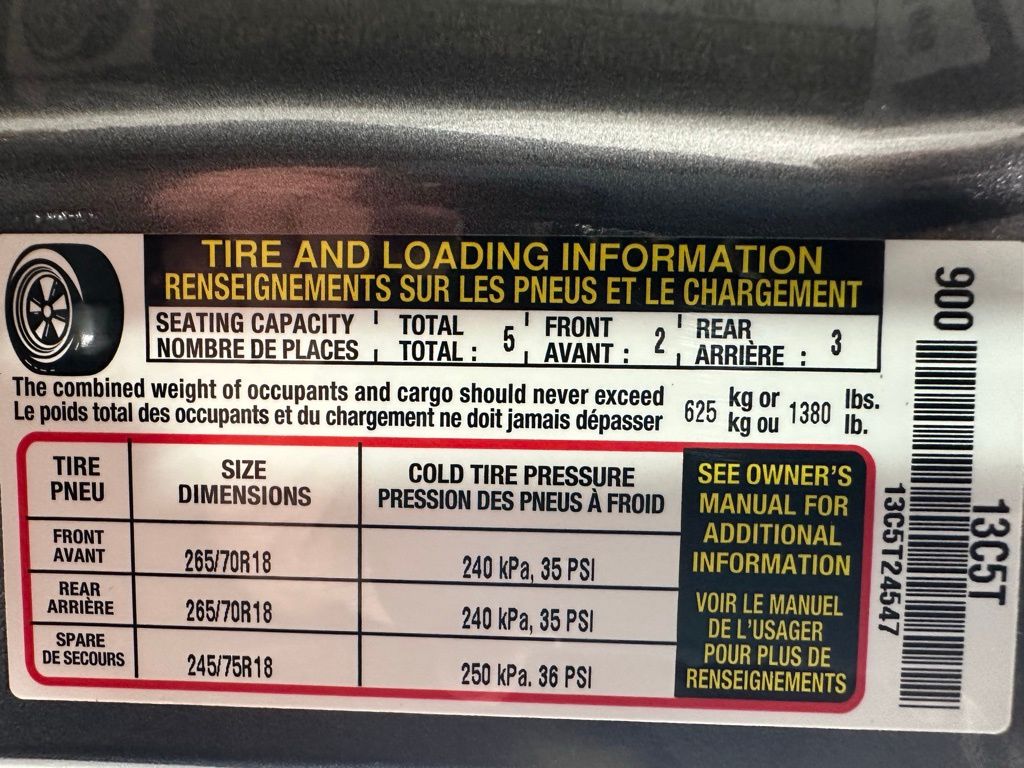 TIRE AND LOADING INFORMATION
RENSEIGNEMENTS SUR LES PNEUS ET LE CHARGEMENT
SEATING CAPACITY TOTAL 5 FRONT 2 REAR 3
NOMBRE DE PLACES TOTAL : AVANT : ARRIÈRE :
The combined weight of occupants and cargo should never exceed 625 kg or 1380 lbs.
Le poids total des occupants et du chargement ne doit jamais dépasser kg ou lb.
TIRE
PNEU
SIZE
DIMENSIONS
COLD TIRE PRESSURE
PRESSION DES PNEUS À FROID
FRONT
AVANT
265/70R18
240 kPa, 35 PSI
REAR
ARRIÈRE
265/70R18
240 kPa, 35 PSI
SPARE
DE SECOURS
245/75R18
250 kPa. 36 PSI
SEE OWNER'S
MANUAL FOR
ADDITIONAL
INFORMATION
VOIR LE MANUEL
DE L'USAGER
POUR PLUS DE
RENSEIGNEMENTS
900
13C5T
13C5T24547